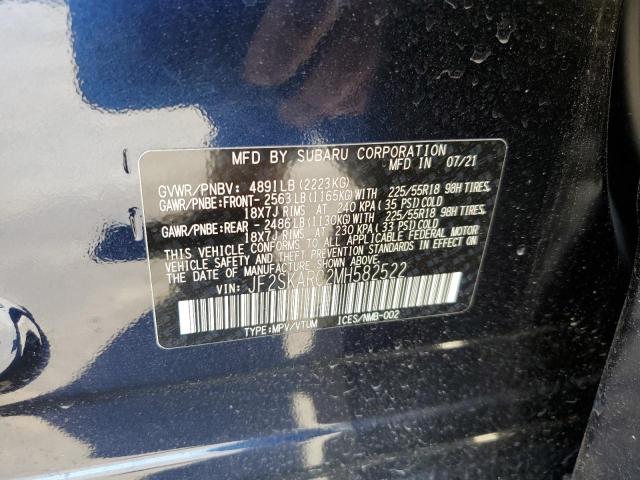 MFD BY SUBARU CORPORATION
MFD IN 07/21
GVWR/PNBV: 4891LB(2223KG)
GAWR/PNBE:FRONT- 2563LB(1165KG)WITH 225/55R18 98H TIRES,
18X7J RIMS AT 240 KPA(35 PSI)COLD
GAWR/PNBE:REAR - 2486LB(1130KG)WITH 225/55R18 98H TIRES,
18X7J RIMS AT 230 KPA(33 PSI)COLD
THIS VEHICLE CONFORMS TO ALL APPLICABLE FEDERAL MOTOR
VEHICLE SAFETY AND THEFT PREVENTION STANDARDS IN EFFECT ON
THE DATE OF MANUFACTURE SHOWN ABOVE.
VIN: JF2SKARC2MH582522
TYPE:MPV/VTUM ICES/NMB-002